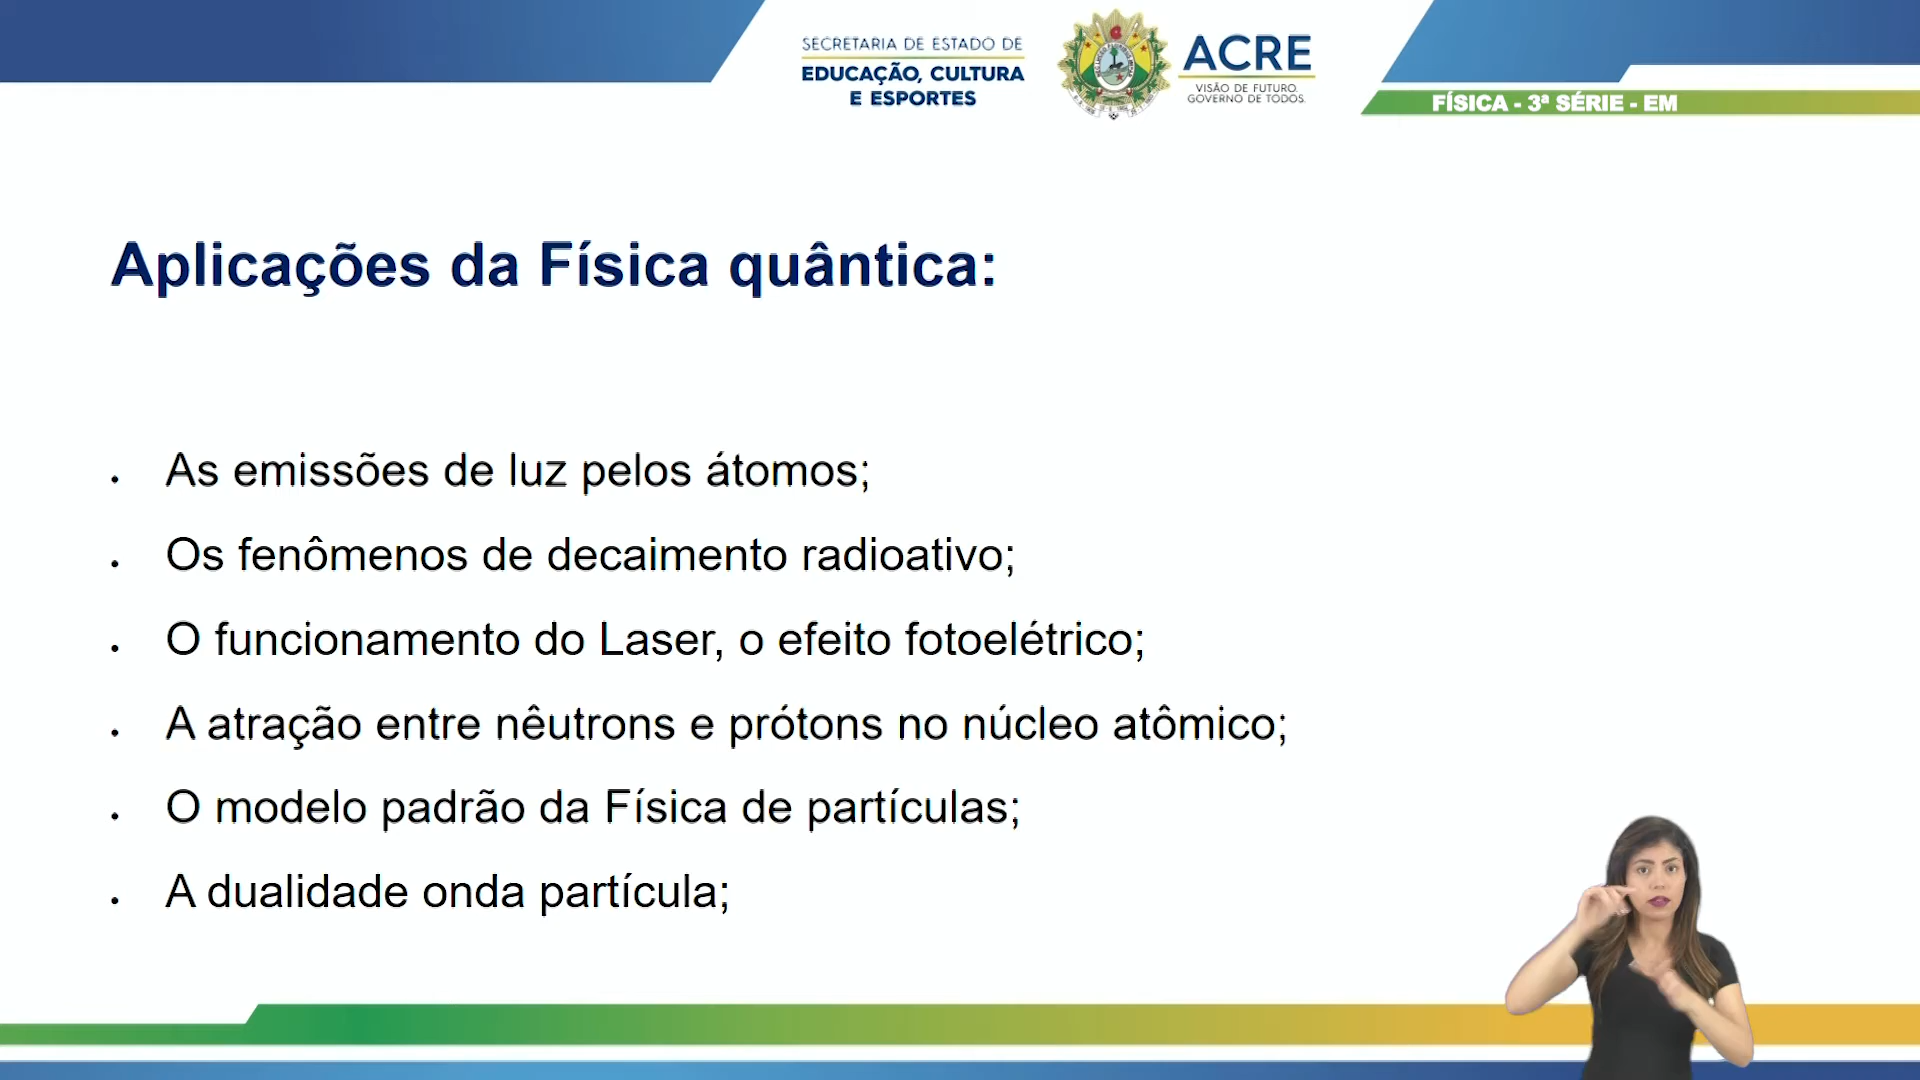 SECRETARIA DE ESTADO DE
EDUCAÇÃO, CULTURA
E ESPORTES
ACRE
VISÃO DE FUTURO.
GOVERNO DE TODOS.
FÍSICA - 3ª SÉRIE - EM
Aplicações da Física quântica:
• As emissões de luz pelos átomos;
• Os fenômenos de decaimento radioativo;
• O funcionamento do Laser, o efeito fotoelétrico;
• A atração entre nêutrons e prótons no núcleo atômico;
• O modelo padrão da Física de partículas;
• A dualidade onda partícula;